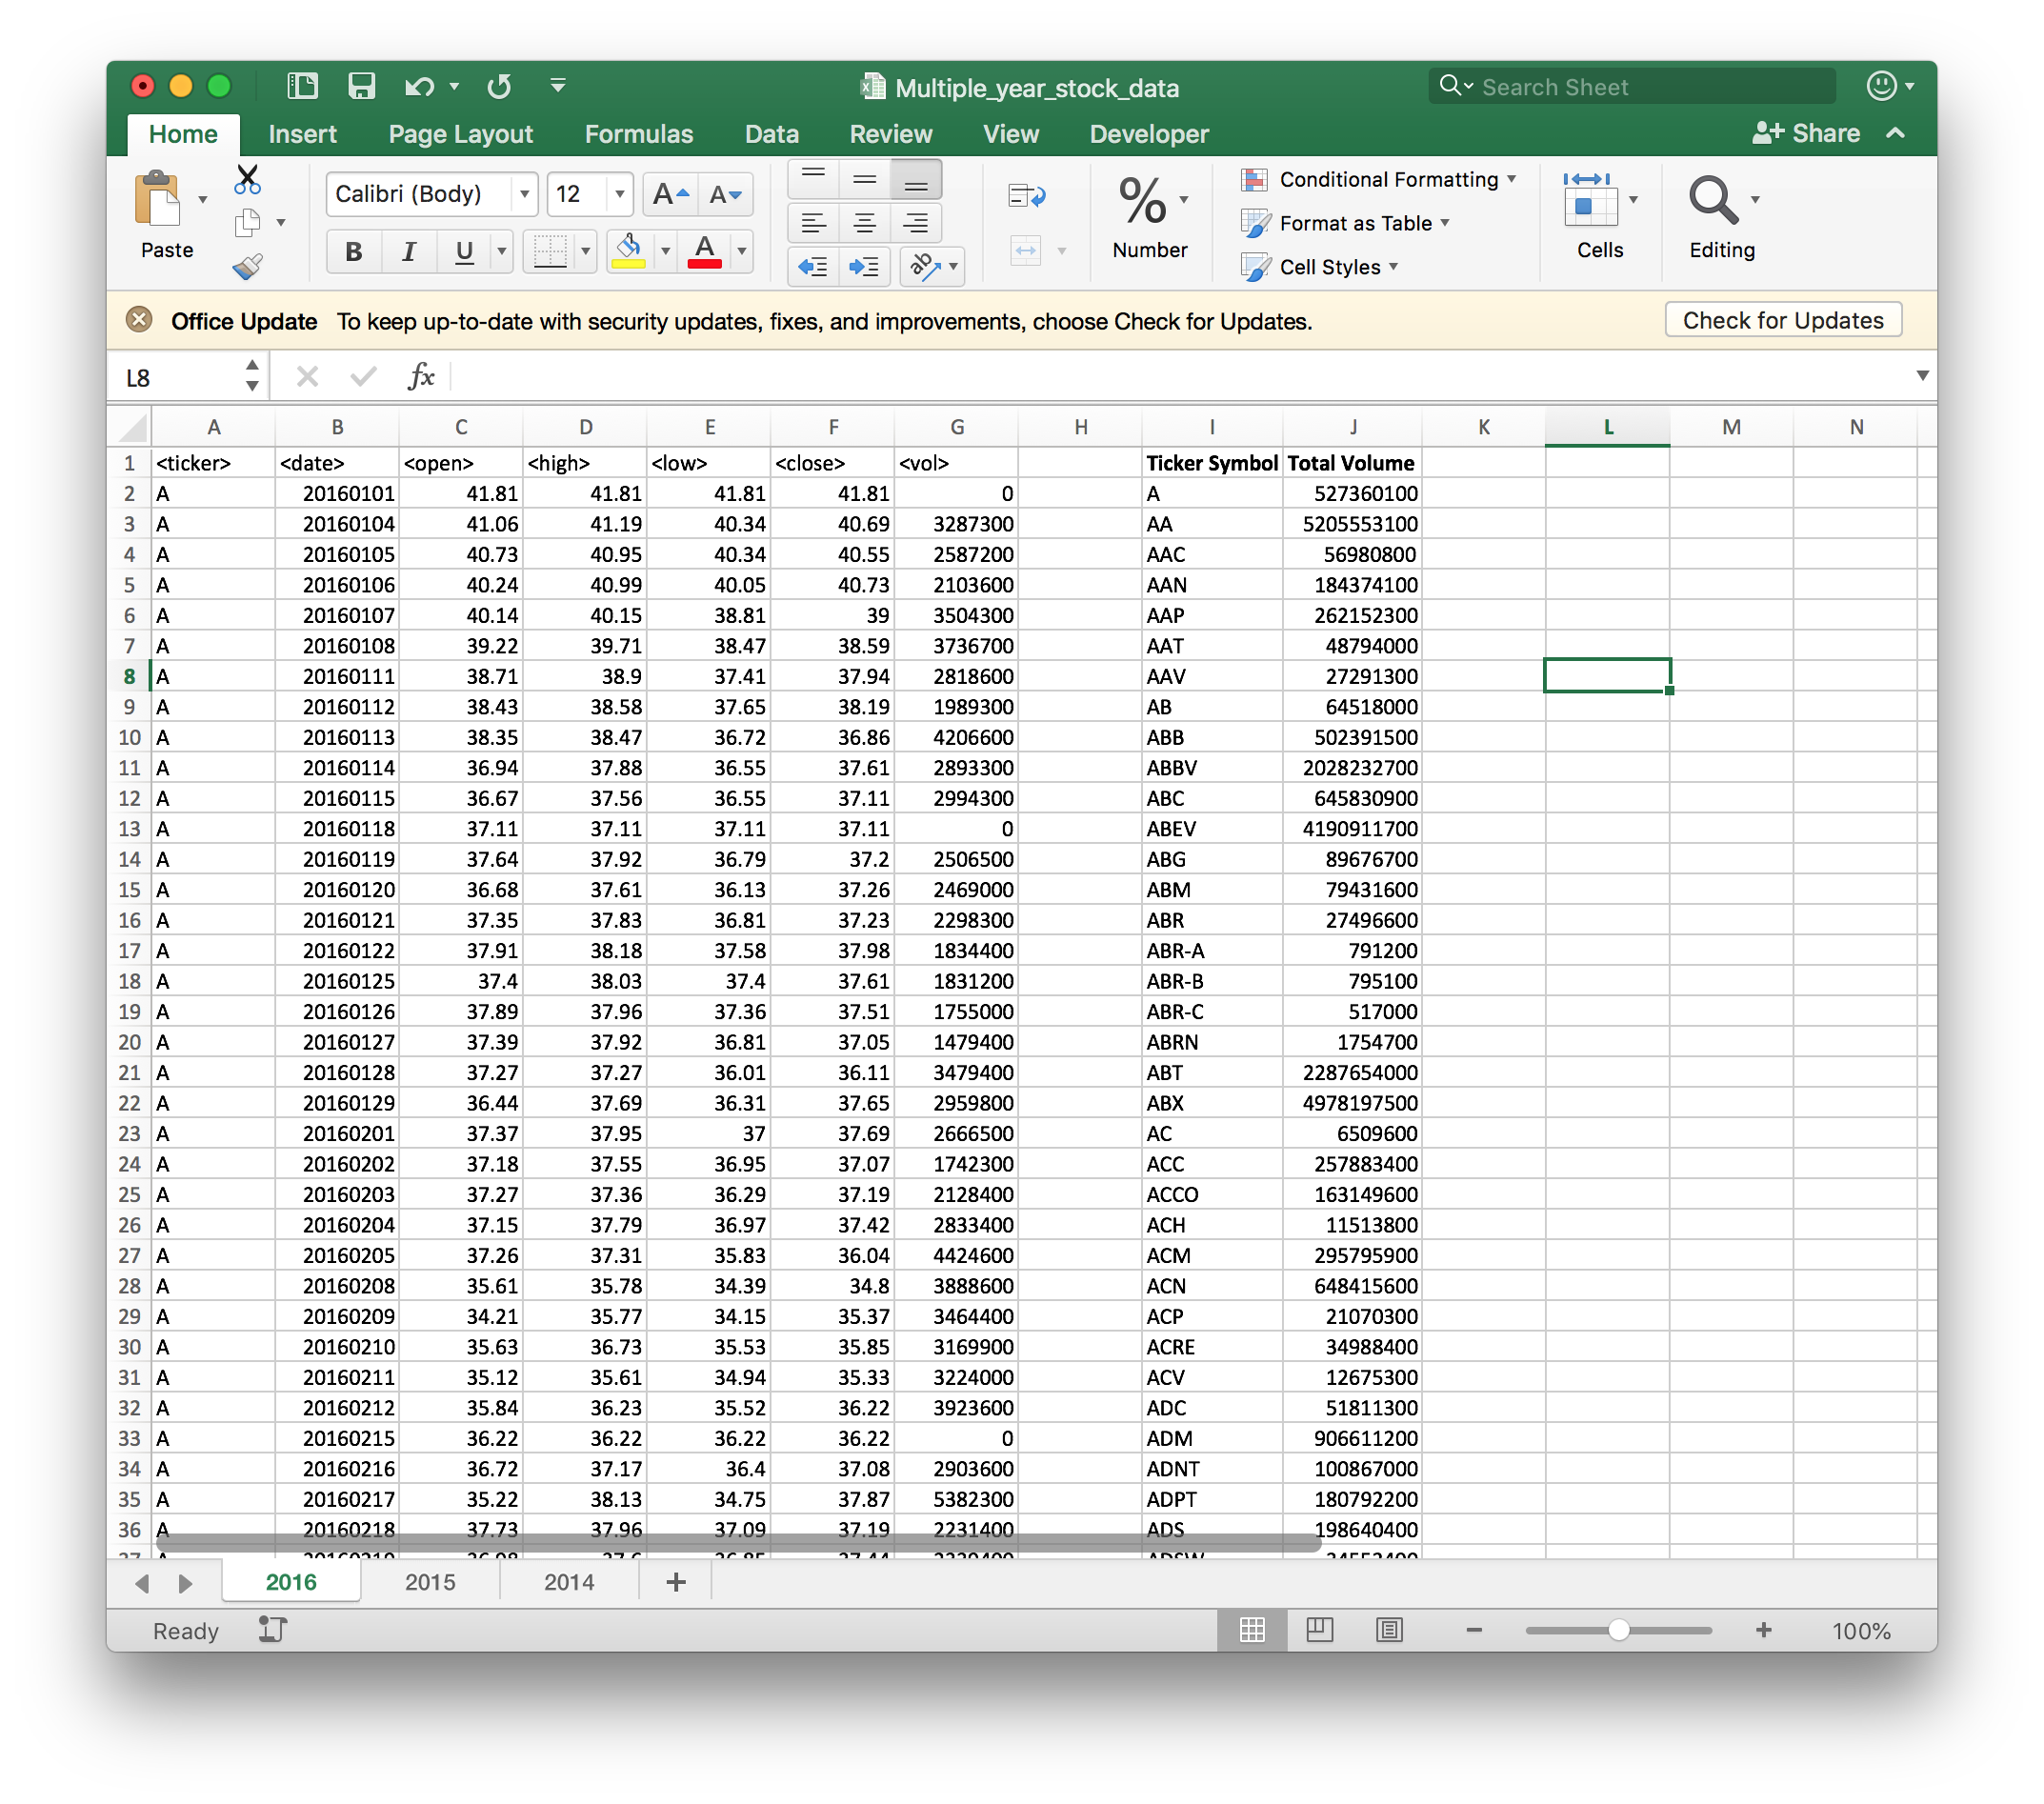 Multiple_year_stock_data
Search Sheet
Home Insert Page Layout Formulas Data Review View Developer Share
Paste
Calibri (Body) 12 A A
B I U A ab
% Number
Conditional Formatting
Format as Table
Cell Styles
Cells
Editing
Office Update To keep up-to-date with security updates, fixes, and improvements, choose Check for Updates. Check for Updates
L8 fx
A B C D E F G H I J K L M N
1 <ticker> <date> <open> <high> <low> <close> <vol> Ticker Symbol Total Volume
2 A 20160101 41.81 41.81 41.81 41.81 0 A 527360100
3 A 20160104 41.06 41.19 40.34 40.69 3287300 AA 5205553100
4 A 20160105 40.73 40.95 40.34 40.55 2587200 AAC 56980800
5 A 20160106 40.24 40.99 40.05 40.73 2103600 AAN 184374100
6 A 20160107 40.14 40.15 38.81 39 3504300 AAP 262152300
7 A 20160108 39.22 39.71 38.47 38.59 3736700 AAT 48794000
8 A 20160111 38.71 38.9 37.41 37.94 2818600 AAV 27291300
9 A 20160112 38.43 38.58 37.65 38.19 1989300 AB 64518000
10 A 20160113 38.35 38.47 36.72 36.86 4206600 ABB 502391500
11 A 20160114 36.94 37.88 36.55 37.61 2893300 ABBV 2028232700
12 A 20160115 36.67 37.56 36.55 37.11 2994300 ABC 645830900
13 A 20160118 37.11 37.11 37.11 37.11 0 ABEV 4190911700
14 A 20160119 37.64 37.92 36.79 37.2 2506500 ABG 89676700
15 A 20160120 36.68 37.61 36.13 37.26 2469000 ABM 79431600
16 A 20160121 37.35 37.83 36.81 37.23 2298300 ABR 27496600
17 A 20160122 37.91 38.18 37.58 37.98 1834400 ABR-A 791200
18 A 20160125 37.4 38.03 37.4 37.61 1831200 ABR-B 795100
19 A 20160126 37.89 37.96 37.36 37.51 1755000 ABR-C 517000
20 A 20160127 37.39 37.92 36.81 37.05 1479400 ABRN 1754700
21 A 20160128 37.27 37.27 36.01 36.11 3479400 ABT 2287654000
22 A 20160129 36.44 37.69 36.31 37.65 2959800 ABX 4978197500
23 A 20160201 37.37 37.95 37 37.69 2666500 AC 6509600
24 A 20160202 37.18 37.55 36.95 37.07 1742300 ACC 257883400
25 A 20160203 37.27 37.36 36.29 37.19 2128400 ACCO 163149600
26 A 20160204 37.15 37.79 36.97 37.42 2833400 ACH 11513800
27 A 20160205 37.26 37.31 35.83 36.04 4424600 ACM 295795900
28 A 20160208 35.61 35.78 34.39 34.8 3888600 ACN 648415600
29 A 20160209 34.21 35.77 34.15 35.37 3464400 ACP 21070300
30 A 20160210 35.63 36.73 35.53 35.85 3169900 ACRE 34988400
31 A 20160211 35.12 35.61 34.94 35.33 3224000 ACV 12675300
32 A 20160212 35.84 36.23 35.52 36.22 3923600 ADC 51811300
33 A 20160215 36.22 36.22 36.22 36.22 0 ADM 906611200
34 A 20160216 36.72 37.17 36.4 37.08 2903600 ADNT 100867000
35 A 20160217 35.22 38.13 34.75 37.87 5382300 ADPT 180792200
36 A 20160218 37.73 37.96 37.09 37.19 2231400 ADS 198640400
2016 2015 2014
Ready 100%